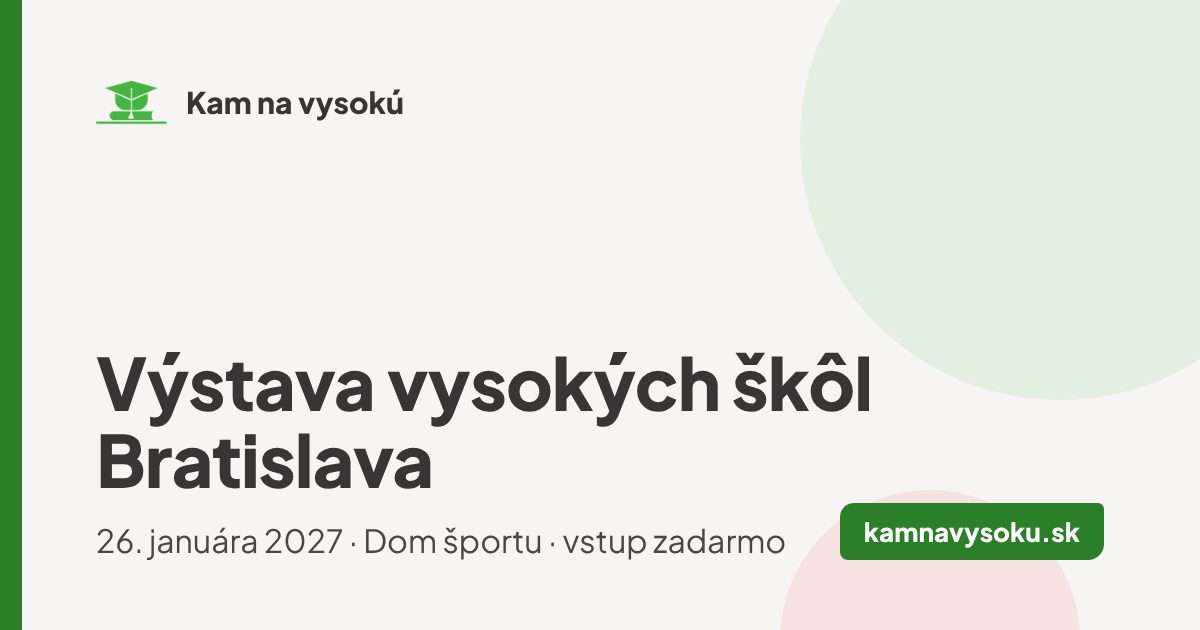 Kam na vysokú
Výstava vysokých škôl
Bratislava
26. januára 2027 · Dom športu · vstup zadarmo
kamnavysoku.sk